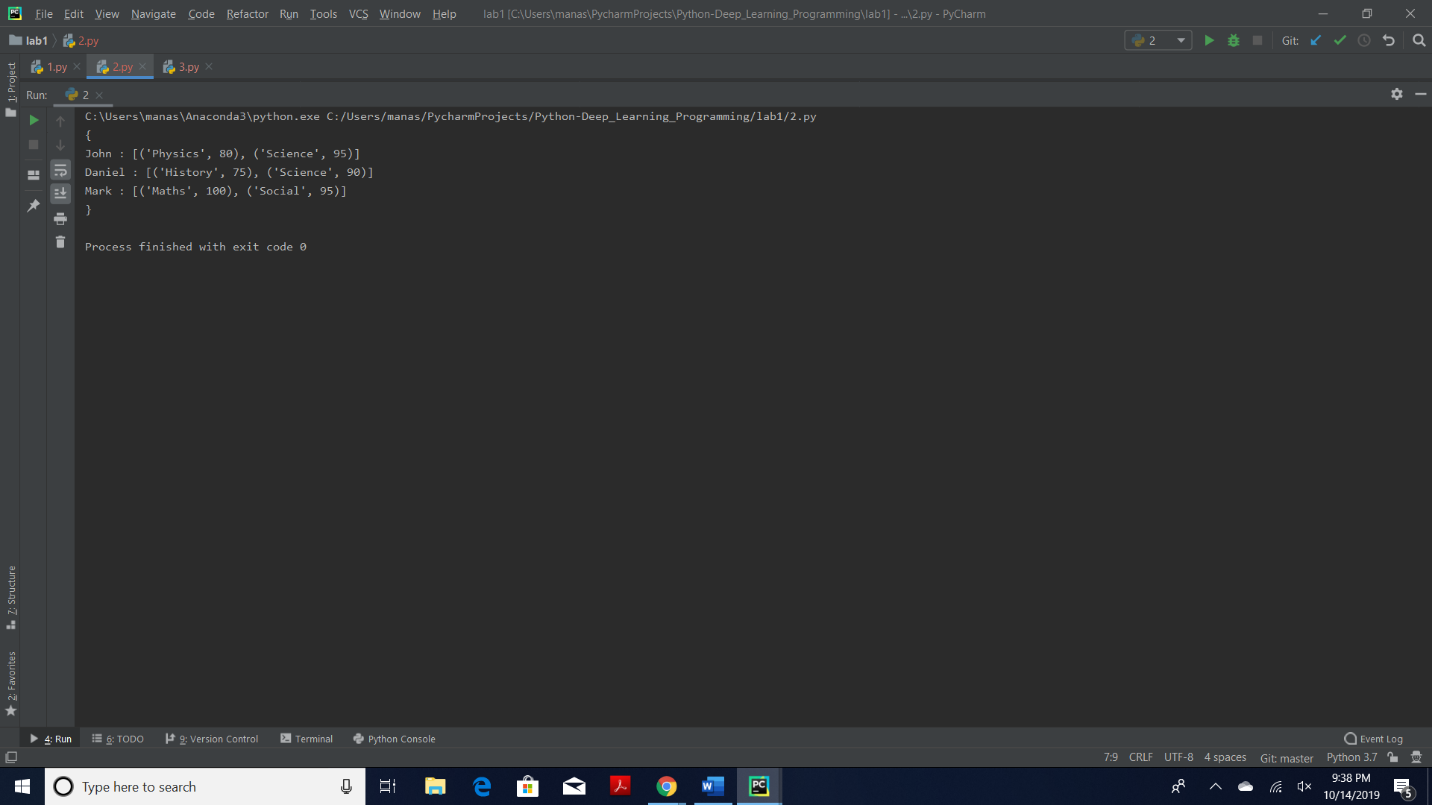 File Edit View Navigate Code Refactor Run Tools VCS Window Help lab1 [C:\Users\manas\PycharmProjects\Python-Deep_Learning_Programming\lab1] - ...\2.py - PyCharm
lab1 2.py 2 Git:
1.py 2.py 3.py
1: Project
Run: 2
C:\Users\manas\Anaconda3\python.exe C:/Users/manas/PycharmProjects/Python-Deep_Learning_Programming/lab1/2.py
{
John : [('Physics', 80), ('Science', 95)]
Daniel : [('History', 75), ('Science', 90)]
Mark : [('Maths', 100), ('Social', 95)]
}
Process finished with exit code 0
7: Structure
2: Favorites
4: Run 6: TODO 9: Version Control Terminal Python Console Event Log
7:9 CRLF UTF-8 4 spaces Git: master Python 3.7
Type here to search
9:38 PM
10/14/2019
5